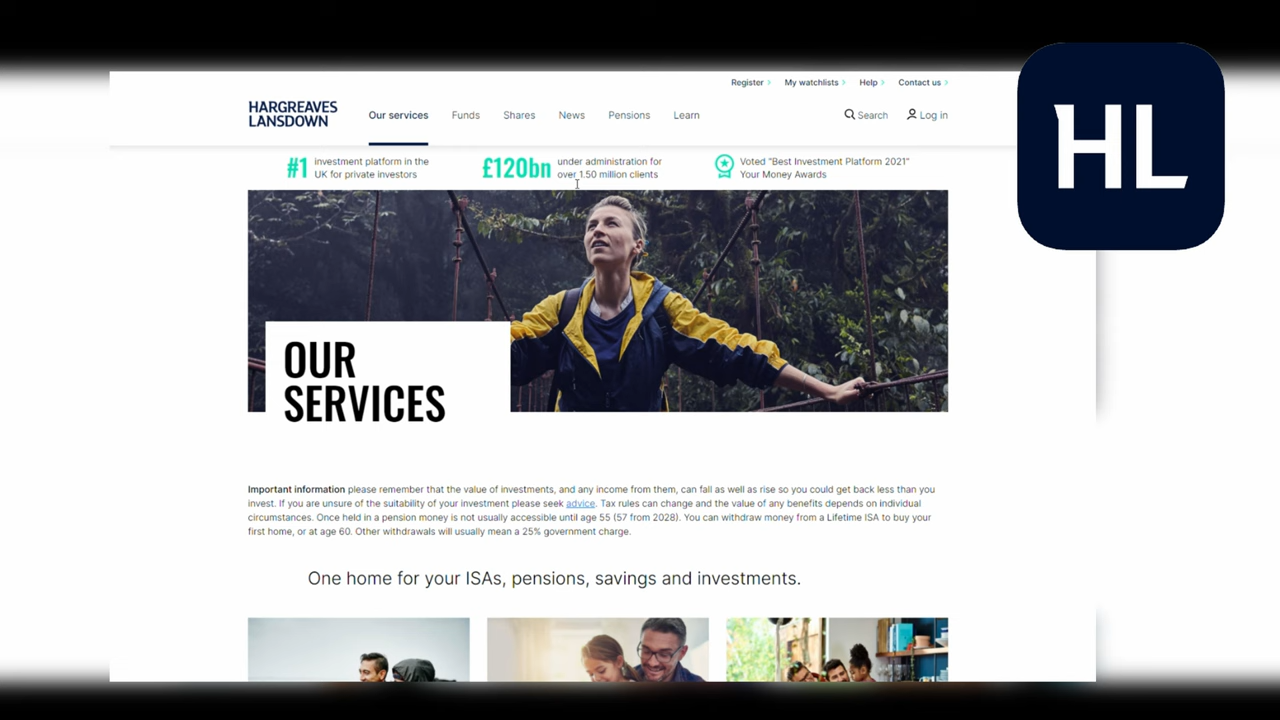 Register
My watchlists
Help
Contact us
HARGREAVES
LANSDOWN
Our services
Funds
Shares
News
Pensions
Learn
Search
Log in
HL
#1
investment platform in the
UK for private investors
£120bn
under administration for
over 1.50 million clients
Voted "Best Investment Platform 2021"
Your Money Awards
OUR
SERVICES
Important information please remember that the value of investments, and any income from them, can fall as well as rise so you could get back less than you
invest. If you are unsure of the suitability of your investment please seek advice. Tax rules can change and the value of any benefits depends on individual
circumstances. Once held in a pension money is not usually accessible until age 55 (57 from 2028). You can withdraw money from a Lifetime ISA to buy your
first home, or at age 60. Other withdrawals will usually mean a 25% government charge.
One home for your ISAs, pensions, savings and investments.